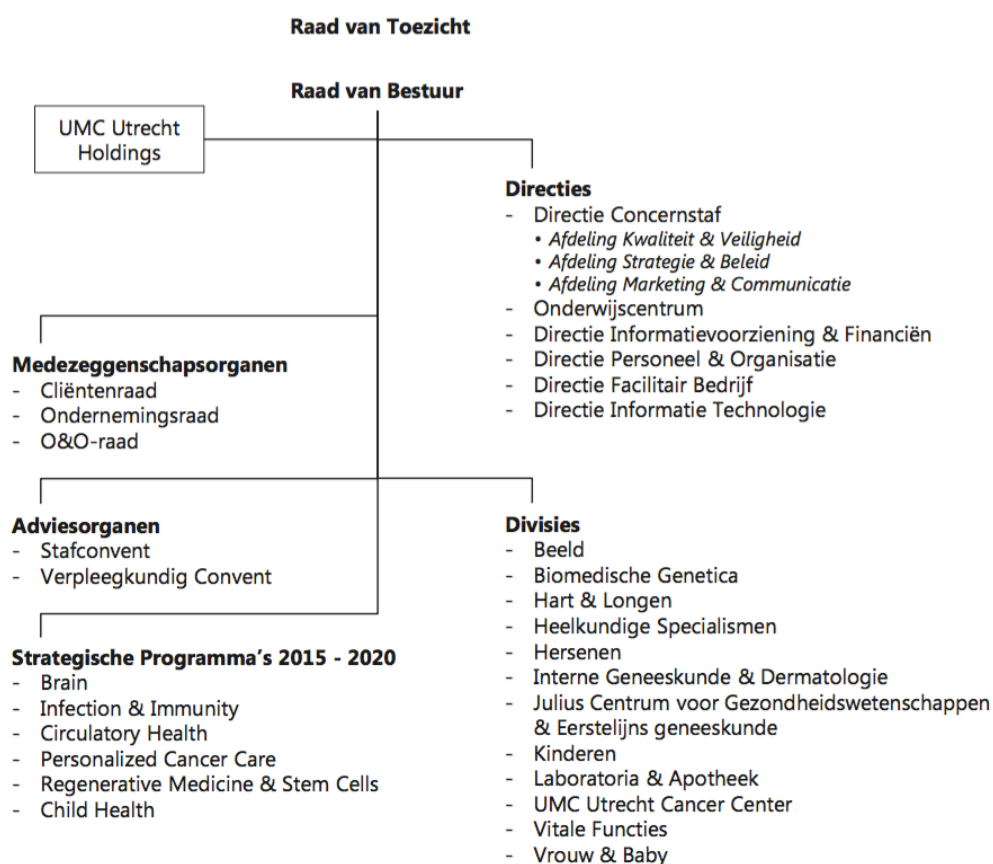 Raad van Toezicht
Raad van Bestuur
UMC Utrecht
Holdings
Directies
- Directie Concernstaf
• Afdeling Kwaliteit & Veiligheid
• Afdeling Strategie & Beleid
• Afdeling Marketing & Communicatie
- Onderwijscentrum
- Directie Informatievoorziening & Financiën
- Directie Personeel & Organisatie
- Directie Facilitair Bedrijf
- Directie Informatie Technologie
Medezeggenschapsorganen
- Cliëntenraad
- Ondernemingsraad
- O&O-raad
Adviesorganen
- Stafconvent
- Verpleegkundig Convent
Divisies
- Beeld
- Biomedische Genetica
- Hart & Longen
- Heelkundige Specialismen
- Hersenen
- Interne Geneeskunde & Dermatologie
- Julius Centrum voor Gezondheidswetenschappen
& Eerstelijns geneeskunde
- Kinderen
- Laboratoria & Apotheek
- UMC Utrecht Cancer Center
- Vitale Functies
- Vrouw & Baby
Strategische Programma’s 2015 - 2020
- Brain
- Infection & Immunity
- Circulatory Health
- Personalized Cancer Care
- Regenerative Medicine & Stem Cells
- Child Health